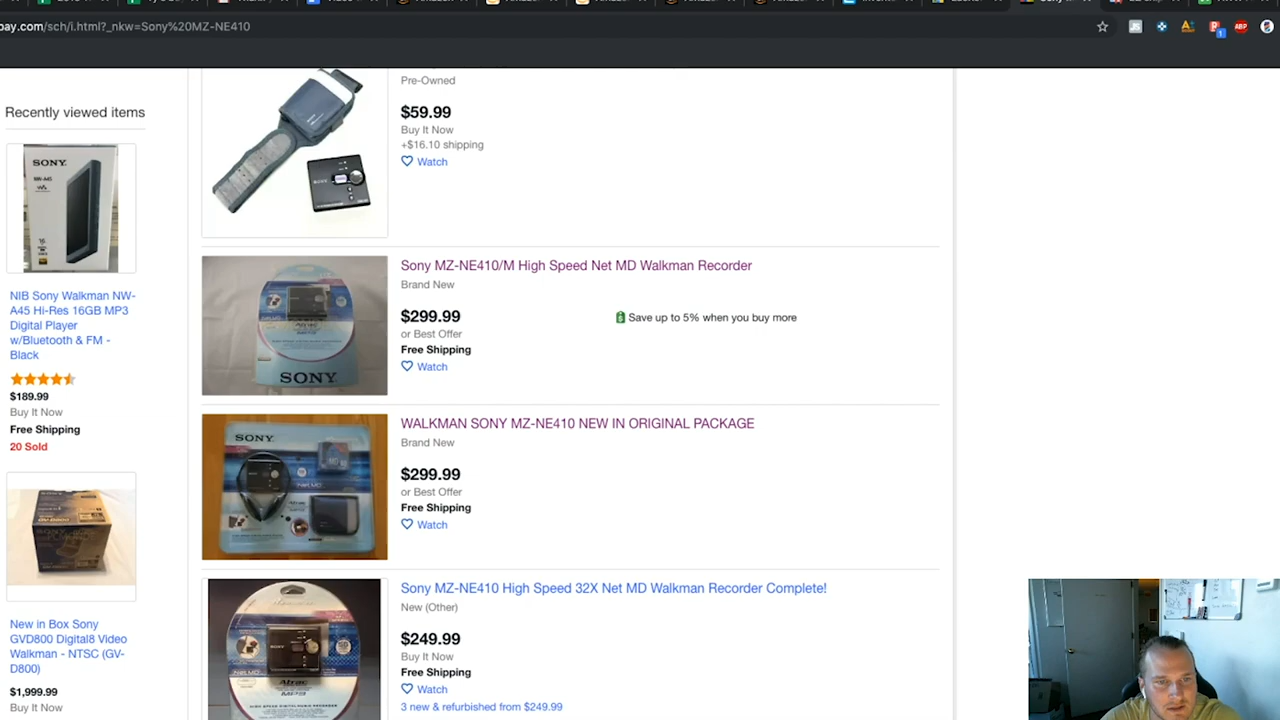 bay.com/sch/i.html?_nkw=Sony%20MZ-NE410
ABP
1
Recently viewed items
SONY
NW-A45
NIB Sony Walkman NW-
A45 Hi-Res 16GB MP3
Digital Player
w/Bluetooth & FM -
Black
$189.99
Buy It Now
Free Shipping
20 Sold
New in Box Sony
GVD800 Digital8 Video
Walkman - NTSC (GV-
D800)
$1,999.99
Buy It Now
Pre-Owned
$59.99
Buy It Now
+$16.10 shipping
Watch
Sony MZ-NE410/M High Speed Net MD Walkman Recorder
Brand New
$299.99
or Best Offer
Free Shipping
Watch
Save up to 5% when you buy more
SONY
WALKMAN SONY MZ-NE410 NEW IN ORIGINAL PACKAGE
Brand New
$299.99
or Best Offer
Free Shipping
Watch
SONY
Sony MZ-NE410 High Speed 32X Net MD Walkman Recorder Complete!
New (Other)
$249.99
Buy It Now
Free Shipping
Watch
3 new & refurbished from $249.99
Atrac
MP3